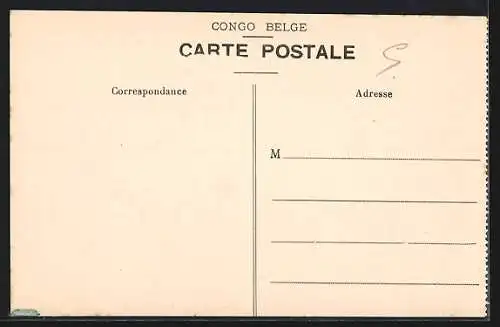 CONGO BELGE
CARTE POSTALE
Correspondance
Adresse
M